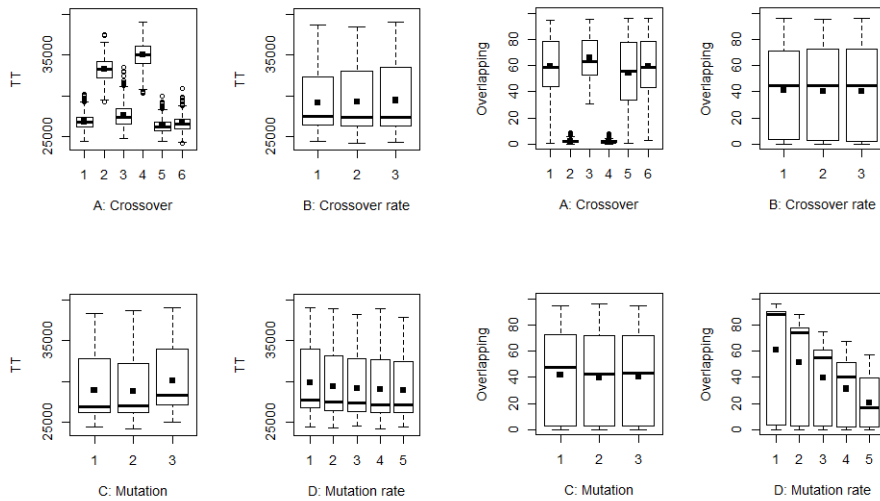 TT
35000
25000
1 2 3 4 5 6
A: Crossover
TT
35000
25000
1 2 3
B: Crossover rate
Overlapping
80
60
40
20
0
1 2 3 4 5 6
A: Crossover
Overlapping
80
60
40
20
0
1 2 3
B: Crossover rate
TT
35000
25000
1 2 3
C: Mutation
TT
35000
25000
1 2 3 4 5
D: Mutation rate
Overlapping
80
60
40
20
0
1 2 3
C: Mutation
Overlapping
80
60
40
20
0
1 2 3 4 5
D: Mutation rate